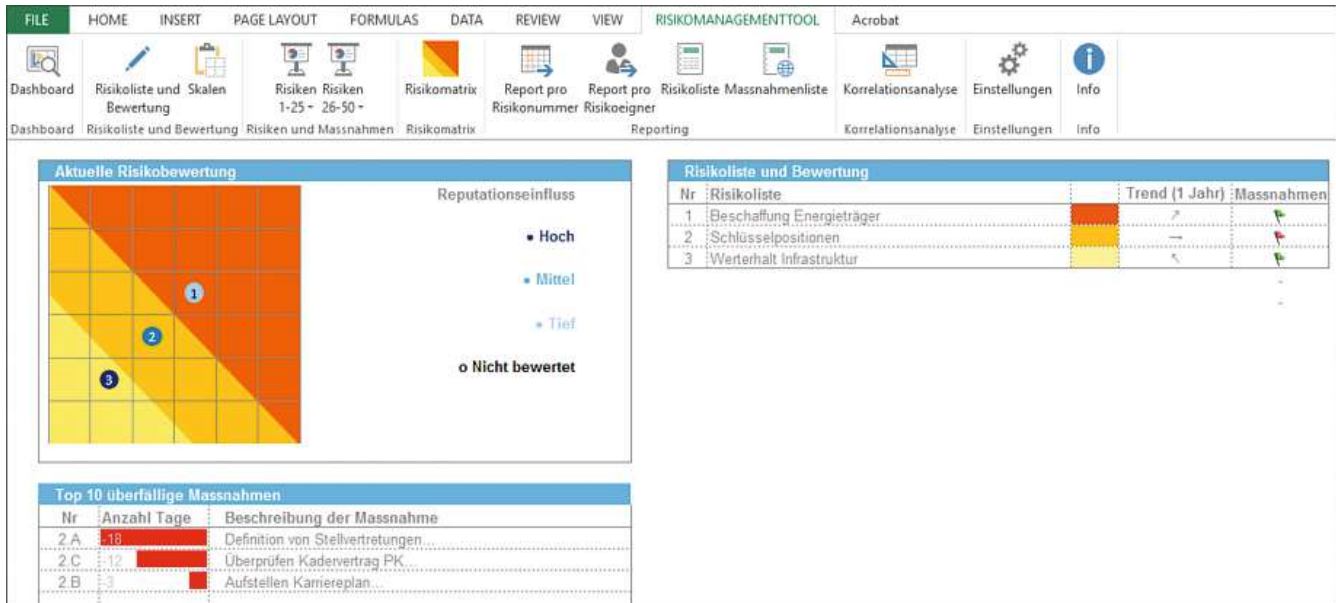 FILE HOME INSERT PAGE LAYOUT FORMULAS DATA REVIEW VIEW RISIKOMANAGEMENTTOOL Acrobat
Dashboard Risikoliste und Skalen Risiken Risiken Risikomatrix Report pro Report pro Risikoliste Massnahmenliste Korrelationsanalyse Einstellungen Info
Bewertung 1-25 26-50 Risikonummer Risikoeigner
Dashboard Risikoliste und Bewertung Risiken und Massnahmen Risikomatrix Reporting Korrelationsanalyse Einstellungen Info
Aktuelle Risikobewertung
Reputationseinfluss
• Hoch
• Mittel
• Tief
o Nicht bewertet
1
2
3
Risikoliste und Bewertung
Nr Risikoliste Trend (1 Jahr) Massnahmen
1 Beschaffung Energieträger ↗
2 Schlüsselpositionen →
3 Werterhalt Infrastruktur ↖
-
-
Top 10 überfällige Massnahmen
Nr Anzahl Tage Beschreibung der Massnahme
2.A -18 Definition von Stellvertretungen...
2.C -12 Überprüfen Kadervertrag PK...
2.B -3 Aufstellen Karriereplan...